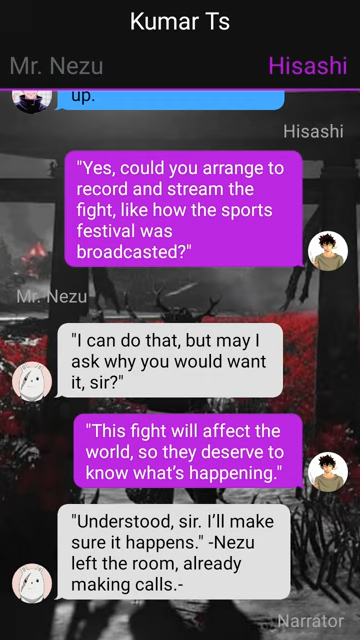 Kumar Ts
Mr. Nezu
Hisashi
up.
Hisashi
"Yes, could you arrange to
record and stream the
fight, like how the sports
festival was
broadcasted?"
Mr. Nezu
"I can do that, but may I
ask why you would want
it, sir?"
"This fight will affect the
world, so they deserve to
know what’s happening."
"Understood, sir. I’ll make
sure it happens." -Nezu
left the room, already
making calls.-
Narrator